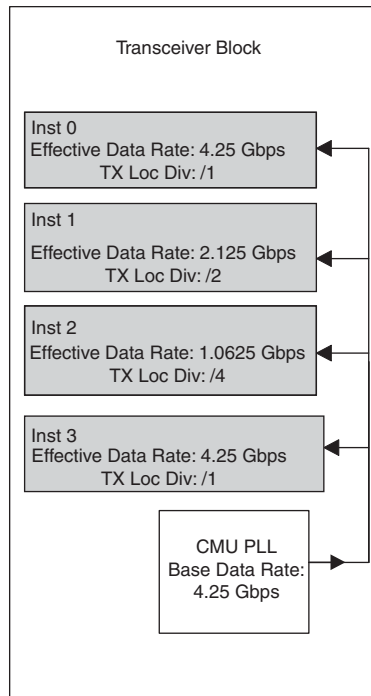 Transceiver Block
Inst 0
Effective Data Rate: 4.25 Gbps
TX Loc Div: /1
Inst 1
Effective Data Rate: 2.125 Gbps
TX Loc Div: /2
Inst 2
Effective Data Rate: 1.0625 Gbps
TX Loc Div: /4
Inst 3
Effective Data Rate: 4.25 Gbps
TX Loc Div: /1
CMU PLL
Base Data Rate:
4.25 Gbps